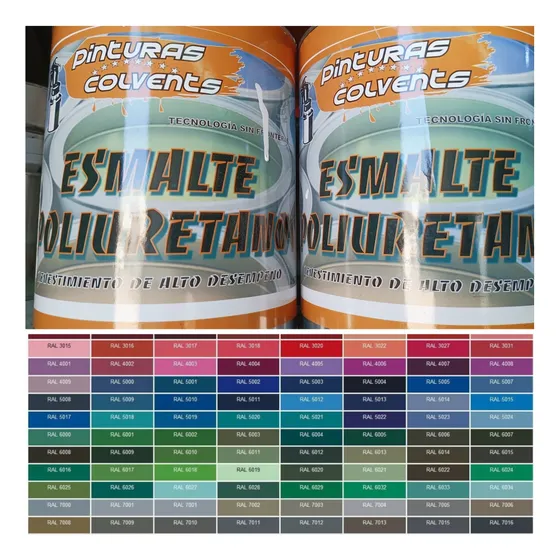 PINTURAS
COLVENTS
TECNOLOGÍA SIN
ESMALTE
POLIURETANO
DE ALTO DESEMPEÑO
PINTURAS
COLVENTS
TECNOLOGÍA SIN
ESMALTE
DE ALTO
RAL 3015 RAL 3016 RAL 3017 RAL 3018 RAL 3020 RAL 3022 RAL 3027 RAL 3031
RAL 4001 RAL 4002 RAL 4003 RAL 4004 RAL 4005 RAL 4006 RAL 4007 RAL 4008
RAL 4009 RAL 5000 RAL 5001 RAL 5002 RAL 5003 RAL 5004 RAL 5005 RAL 5007
RAL 5008 RAL 5009 RAL 5010 RAL 5011 RAL 5012 RAL 5013 RAL 5014 RAL 5015
RAL 5017 RAL 5018 RAL 5019 RAL 5020 RAL 5021 RAL 5022 RAL 5023 RAL 5024
RAL 6000 RAL 6001 RAL 6002 RAL 6003 RAL 6004 RAL 6005 RAL 6006 RAL 6007
RAL 6008 RAL 6009 RAL 6010 RAL 6011 RAL 6012 RAL 6013 RAL 6014 RAL 6015
RAL 6016 RAL 6017 RAL 6018 RAL 6019 RAL 6020 RAL 6021 RAL 6022 RAL 6024
RAL 6025 RAL 6026 RAL 6027 RAL 6028 RAL 6029 RAL 6032 RAL 6033 RAL 6034
RAL 7000 RAL 7001 RAL 7001 RAL 7002 RAL 7003 RAL 7004 RAL 7005 RAL 7006
RAL 7008 RAL 7009 RAL 7010 RAL 7011 RAL 7012 RAL 7013 RAL 7015 RAL 7016